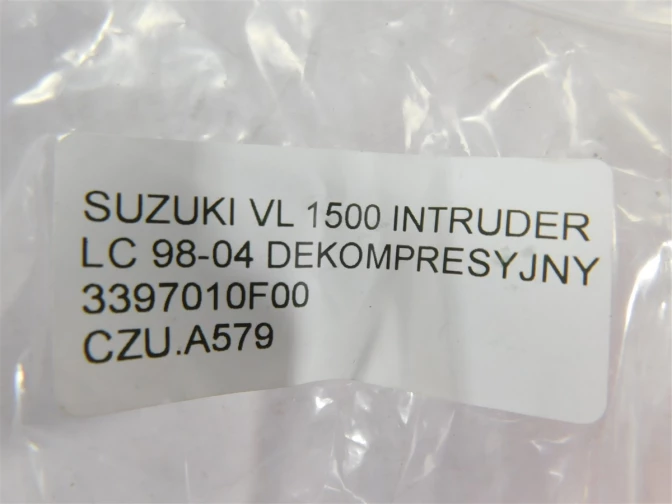 SUZUKI VL 1500 INTRUDER
LC 98-04 DEKOMPRESYJNY
3397010F00
CZU.A579